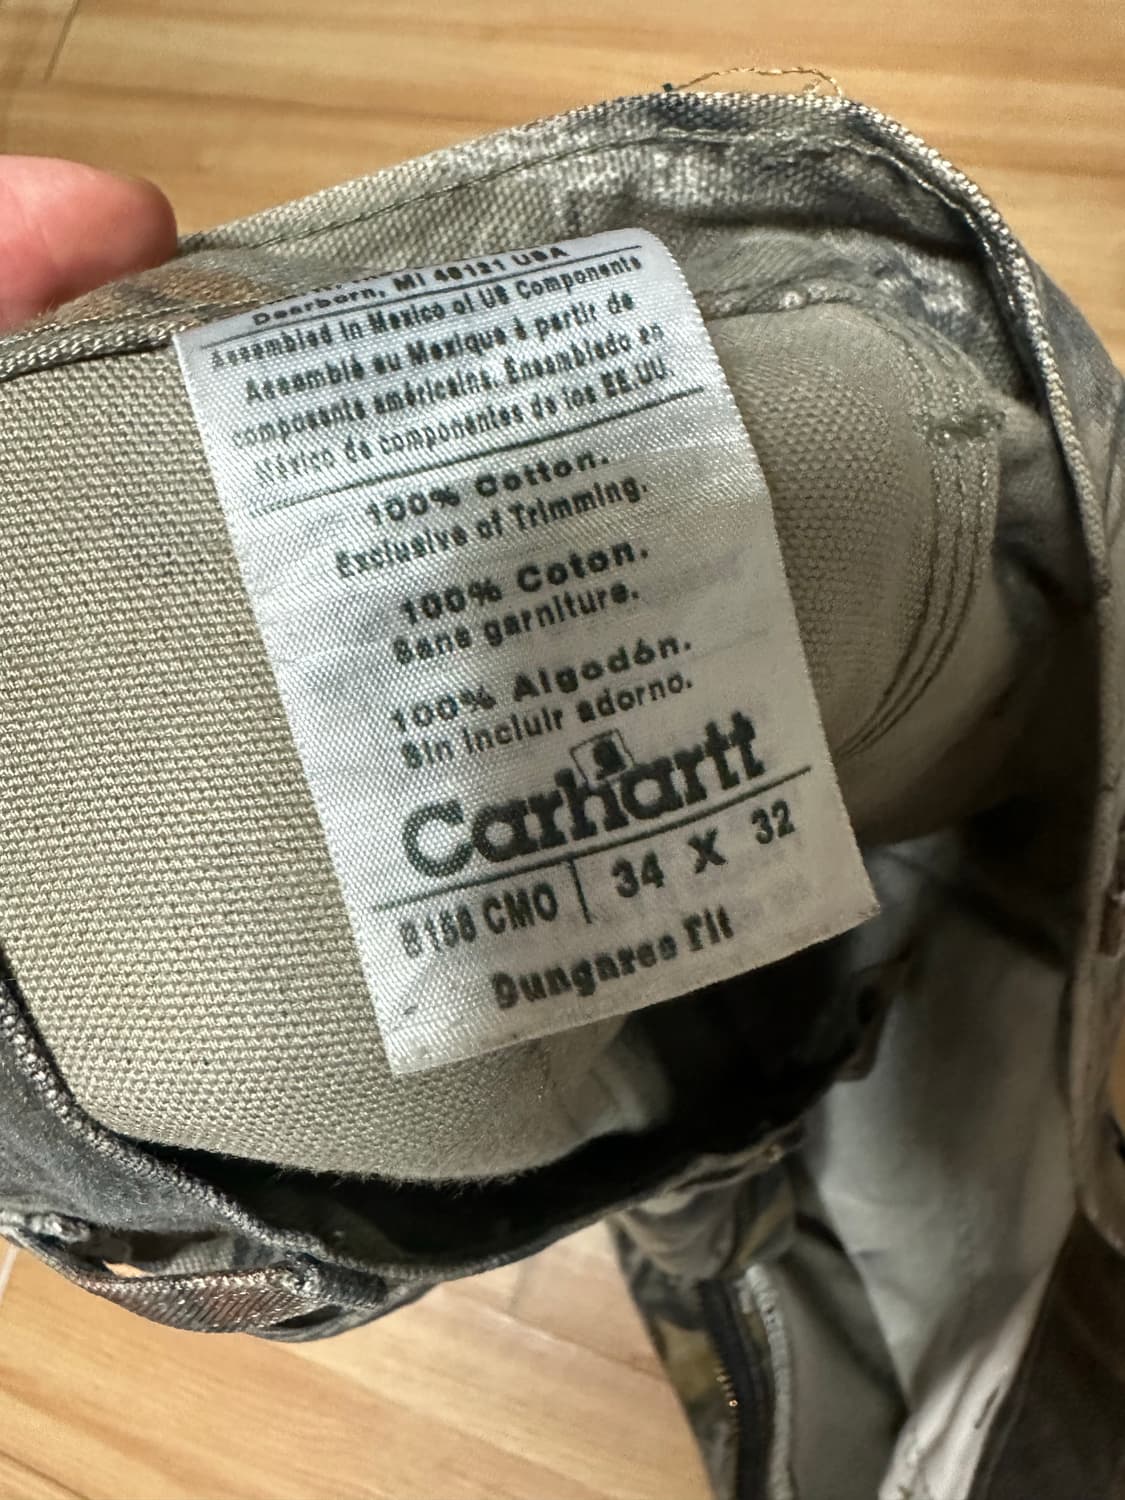 Dearborn, MI 48121 USA
Assembled in Mexico of US Components
Assemblé au Mexique à partir de
composants américains. Ensamblado en
México de componentes de los EE.UU.
100% Cotton.
Exclusive of Trimming.
100% Coton.
Sans garniture.
100% Algodón.
Sin incluir adorno.
Carhartt
B188 CMO | 34 X 32
Dungaree Fit